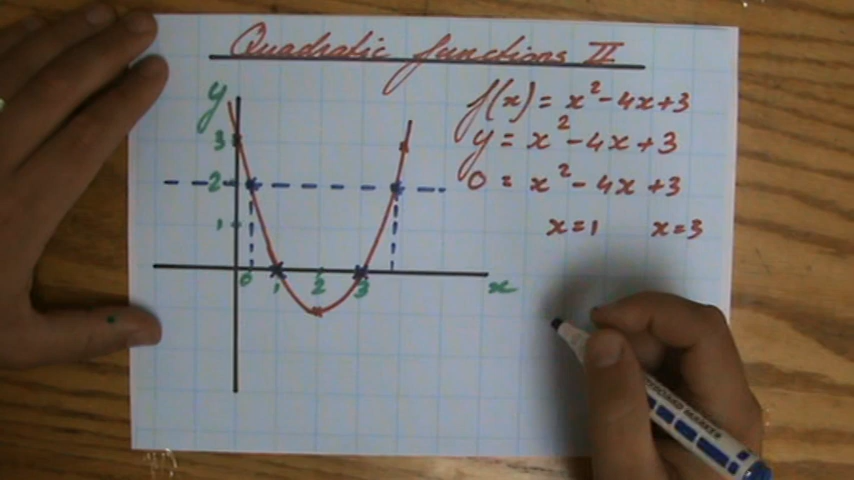 Quadratic functions II
y
f(x) = x² - 4x + 3
3
y = x² - 4x + 3
2
0 = x² - 4x + 3
1
x=1 x=3
0 1 2 3 x